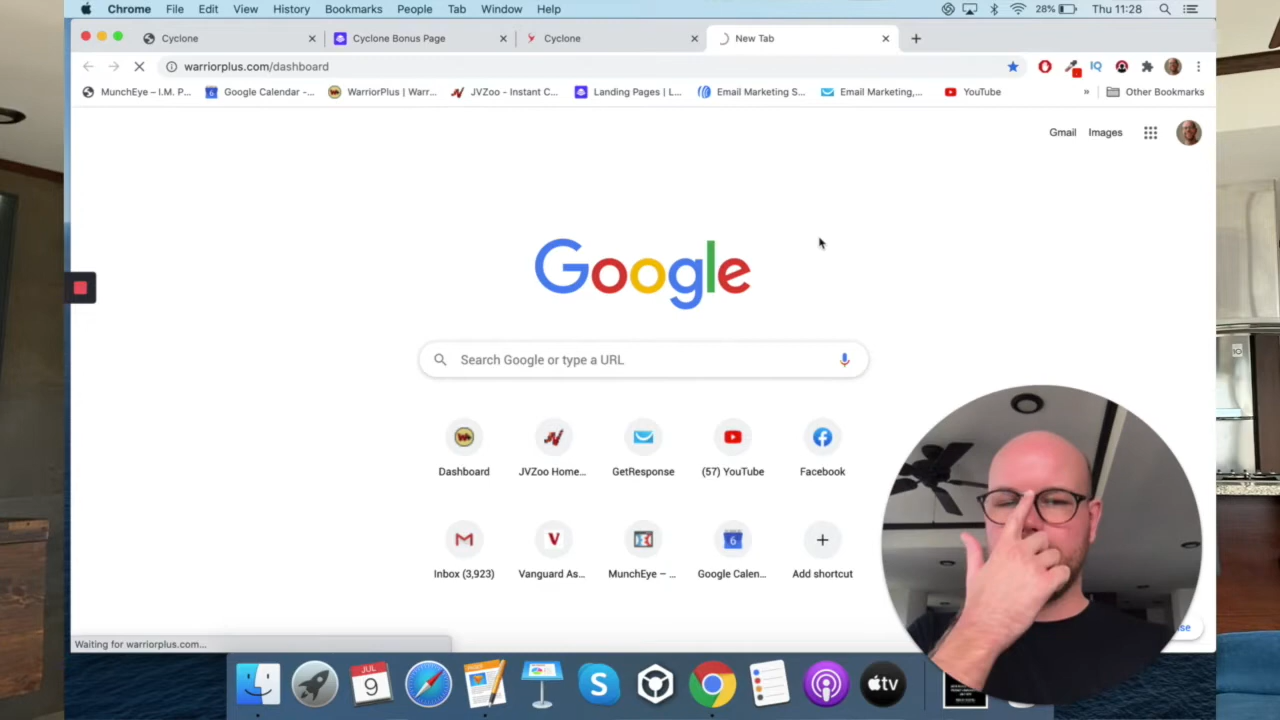 Chrome File Edit View History Bookmarks People Tab Window Help 28% Thu 11:28
Cyclone Cyclone Bonus Page Cyclone New Tab
warriorplus.com/dashboard IQ
MunchEye – I.M. P... Google Calendar -... WarriorPlus | Warr... JVZoo - Instant C... Landing Pages | L... Email Marketing S... Email Marketing,... YouTube » Other Bookmarks
Gmail Images
Google
Search Google or type a URL
Dashboard JVZoo Home... GetResponse (57) YouTube Facebook
Inbox (3,923) Vanguard As... MunchEye – ... Google Calen... Add shortcut
Waiting for warriorplus.com...
JUL
9
tv